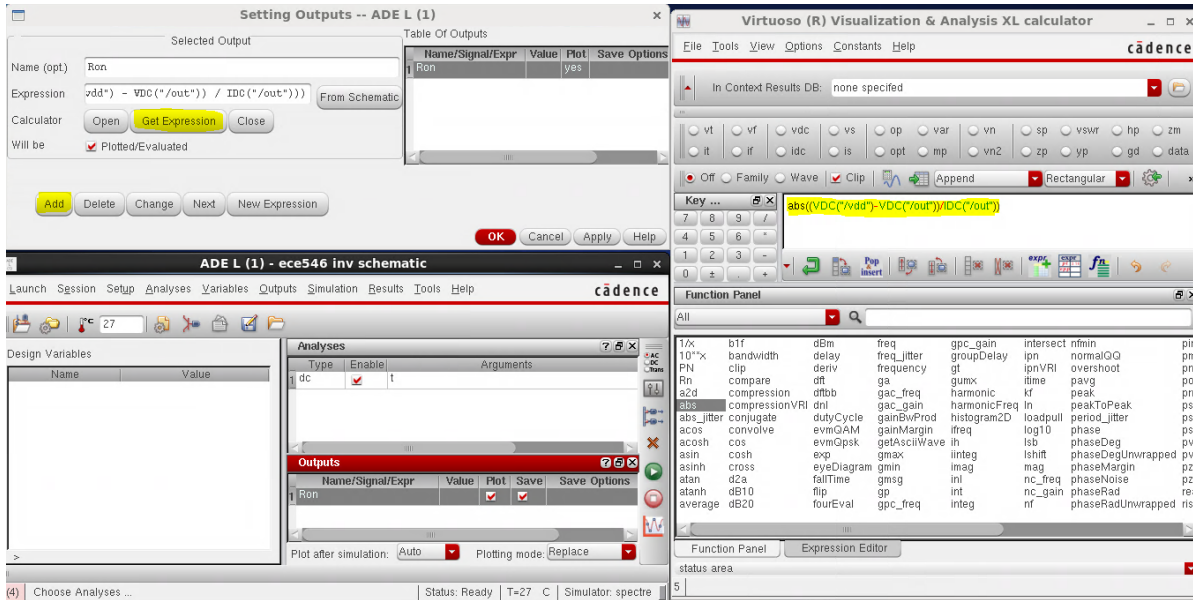 Setting Outputs -- ADE L (1)
Selected Output
Name (opt.) Ron
Expression vdd") - VDC("/out")) / IDC("/out"))) From Schematic
Calculator Open Get Expression Close
Will be Plotted/Evaluated
Add Delete Change Next New Expression
Table Of Outputs
Name/Signal/Expr Value Plot Save Options
1 Ron yes
OK Cancel Apply Help
ADE L (1) - ece546 inv schematic
Launch Session Setup Analyses Variables Outputs Simulation Results Tools Help
cādence
°C 27
Design Variables
Name Value
Analyses
Type Enable Arguments
1 dc t
Outputs
Name/Signal/Expr Value Plot Save Save Options
1 Ron
Plot after simulation: Auto Plotting mode: Replace
AC
DC
Trans
>
(4) Choose Analyses ... Status: Ready T=27 C Simulator: spectre
Virtuoso (R) Visualization & Analysis XL calculator
File Tools View Options Constants Help
cādence
In Context Results DB: none specifed
vt vf vdc vs op var vn sp vswr hp zm
it if idc is opt mp vn2 zp yp gd data
Off Family Wave Clip Append Rectangular »
Key ...
7 8 9 /
4 5 6 *
1 2 3 -
0 ± . +
abs((VDC("/vdd")-VDC("/out"))/IDC("/out"))
Pop
insert
expr
expr
fn
Function Panel
All
1/x b1f dBm freq gpc_gain intersect nfmin
10**x bandwidth delay freq_jitter groupDelay ipn normalQQ
PN clip deriv frequency gt ipnVRI overshoot
Rn compare dft ga gumx itime pavg
a2d compression dftbb gac_freq harmonic kf peak
abs compressionVRI dnl gac_gain harmonicFreq ln peakToPeak
abs_jitter conjugate dutyCycle gainBwProd histogram2D loadpull period_jitter
acos convolve evmQAM gainMargin ifreq log10 phase
acosh cos evmQpsk getAsciiWave ih lsb phaseDeg
asin cosh exp gmax iinteg lshift phaseDegUnwrapped
asinh cross eyeDiagram gmin imag mag phaseMargin
atan d2a fallTime gmsg inl nc_freq phaseNoise
atanh dB10 flip gp int nc_gain phaseRad
average dB20 fourEval gpc_freq integ nf phaseRadUnwrapped
Function Panel Expression Editor
status area
5